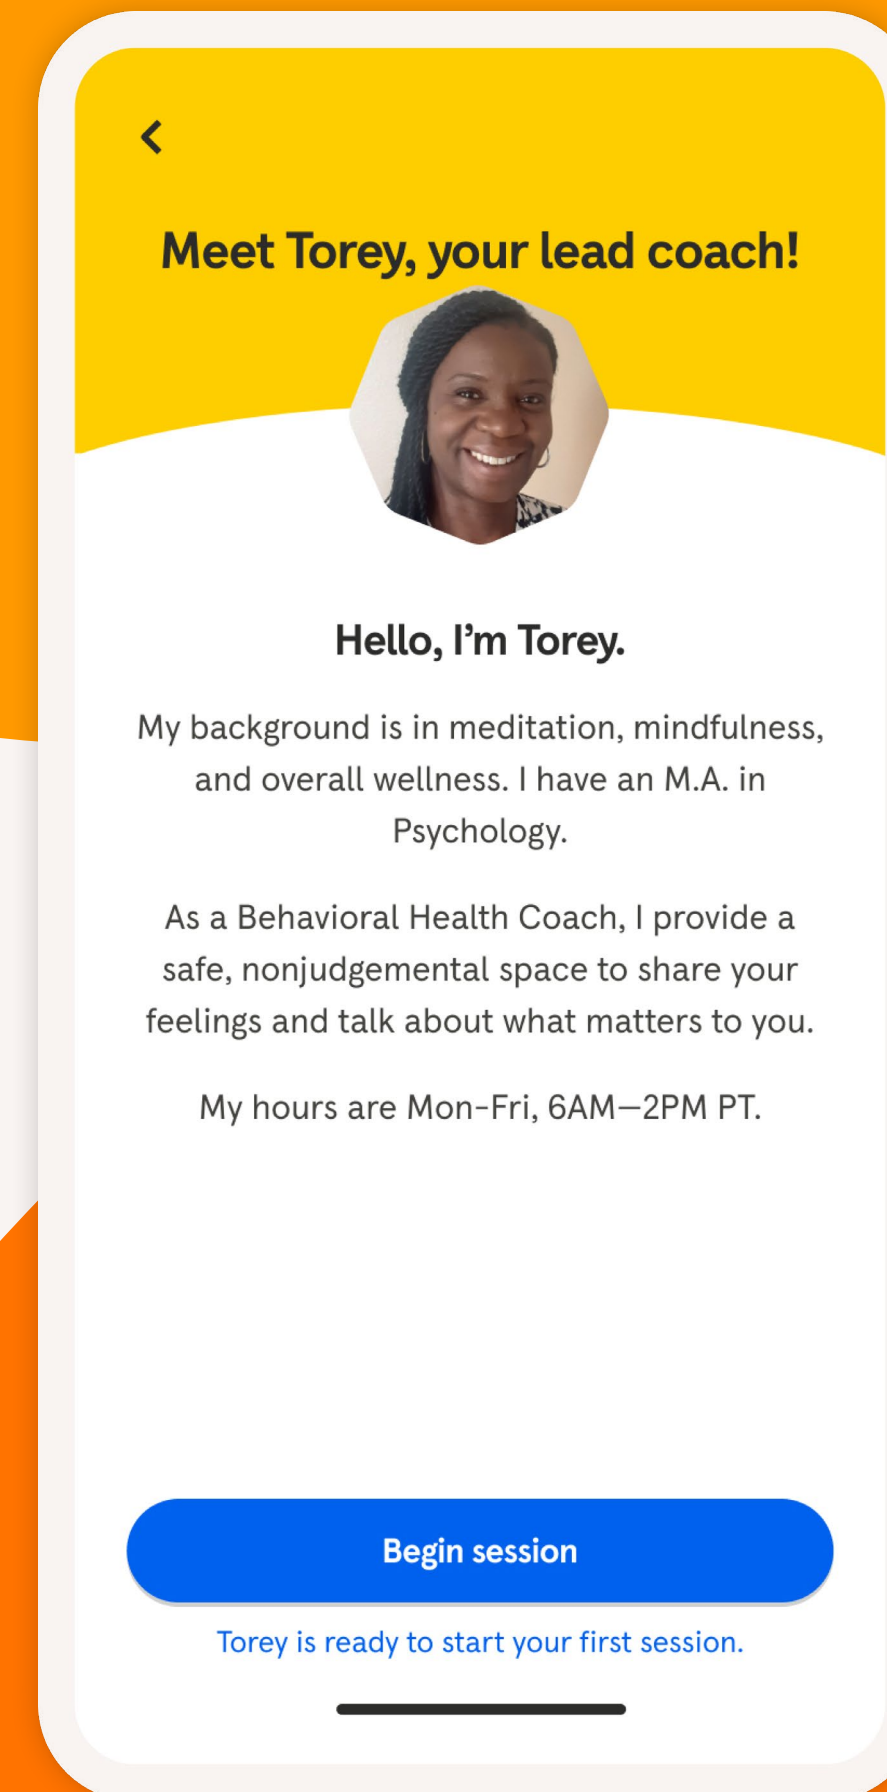 Meet Torey, your lead coach!
Hello, I’m Torey.
My background is in meditation, mindfulness,
and overall wellness. I have an M.A. in
Psychology.
As a Behavioral Health Coach, I provide a
safe, nonjudgemental space to share your
feelings and talk about what matters to you.
My hours are Mon-Fri, 6AM—2PM PT.
Begin session
Torey is ready to start your first session.